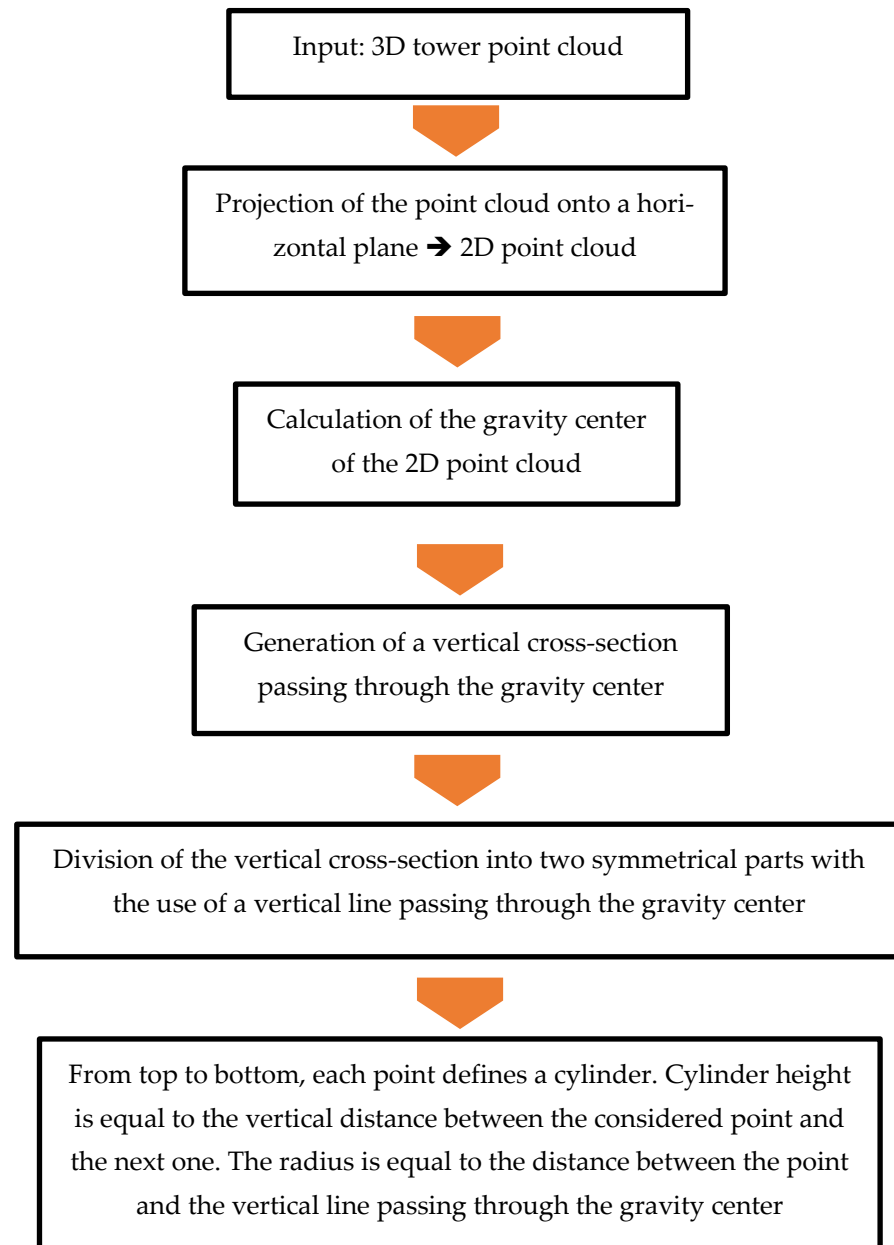 Input: 3D tower point cloud
Projection of the point cloud onto a hori-
zontal plane ➔ 2D point cloud
Calculation of the gravity center
of the 2D point cloud
Generation of a vertical cross-section
passing through the gravity center
Division of the vertical cross-section into two symmetrical parts with
the use of a vertical line passing through the gravity center
From top to bottom, each point defines a cylinder. Cylinder height
is equal to the vertical distance between the considered point and
the next one. The radius is equal to the distance between the point
and the vertical line passing through the gravity center